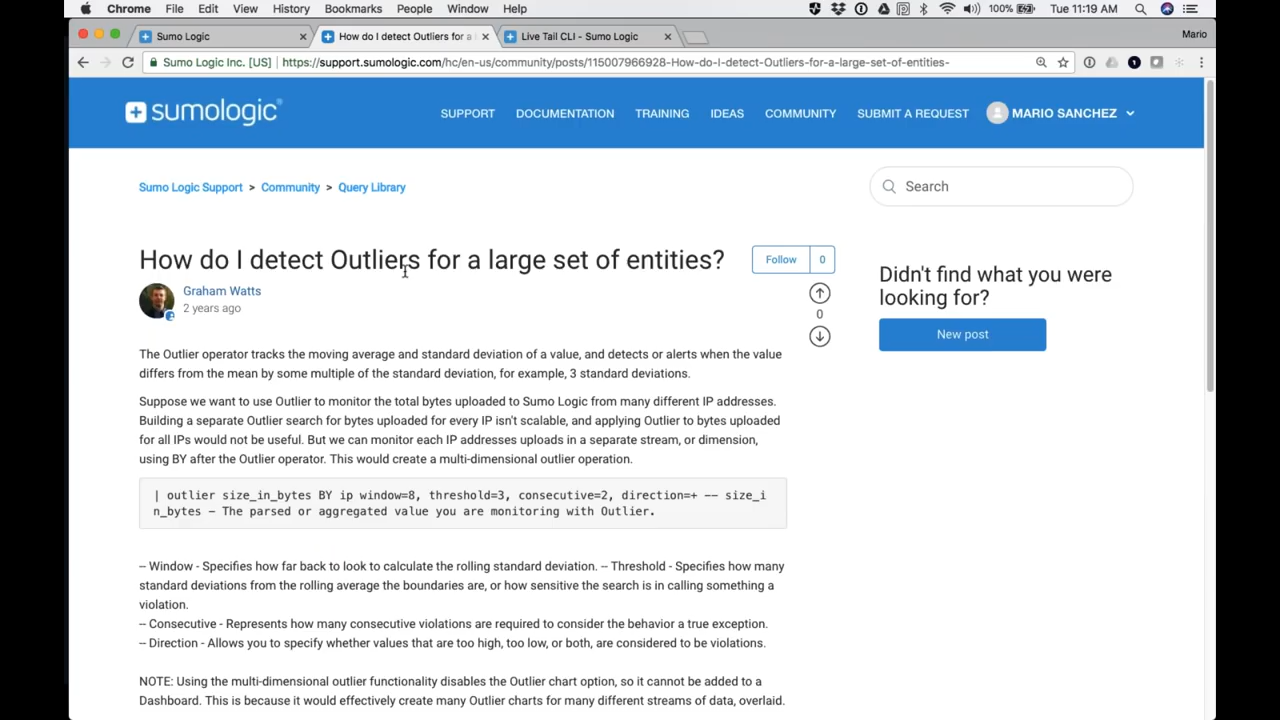 Chrome File Edit View History Bookmarks People Window Help 100% Tue 11:19 AM
Sumo Logic × How do I detect Outliers for a × Live Tail CLI - Sumo Logic × Mario
Sumo Logic Inc. [US] https://support.sumologic.com/hc/en-us/community/posts/115007966928-How-do-I-detect-Outliers-for-a-large-set-of-entities-
sumologic SUPPORT DOCUMENTATION TRAINING IDEAS COMMUNITY SUBMIT A REQUEST MARIO SANCHEZ
Sumo Logic Support > Community > Query Library Search
How do I detect Outliers for a large set of entities? Follow 0
Graham Watts
2 years ago
0
Didn't find what you were
looking for?
New post
The Outlier operator tracks the moving average and standard deviation of a value, and detects or alerts when the value
differs from the mean by some multiple of the standard deviation, for example, 3 standard deviations.
Suppose we want to use Outlier to monitor the total bytes uploaded to Sumo Logic from many different IP addresses.
Building a separate Outlier search for bytes uploaded for every IP isn't scalable, and applying Outlier to bytes uploaded
for all IPs would not be useful. But we can monitor each IP addresses uploads in a separate stream, or dimension,
using BY after the Outlier operator. This would create a multi-dimensional outlier operation.
| outlier size_in_bytes BY ip window=8, threshold=3, consecutive=2, direction=+ -- size_i
n_bytes – The parsed or aggregated value you are monitoring with Outlier.
-- Window - Specifies how far back to look to calculate the rolling standard deviation. -- Threshold - Specifies how many
standard deviations from the rolling average the boundaries are, or how sensitive the search is in calling something a
violation.
-- Consecutive - Represents how many consecutive violations are required to consider the behavior a true exception.
-- Direction - Allows you to specify whether values that are too high, too low, or both, are considered to be violations.
NOTE: Using the multi-dimensional outlier functionality disables the Outlier chart option, so it cannot be added to a
Dashboard. This is because it would effectively create many Outlier charts for many different streams of data, overlaid.